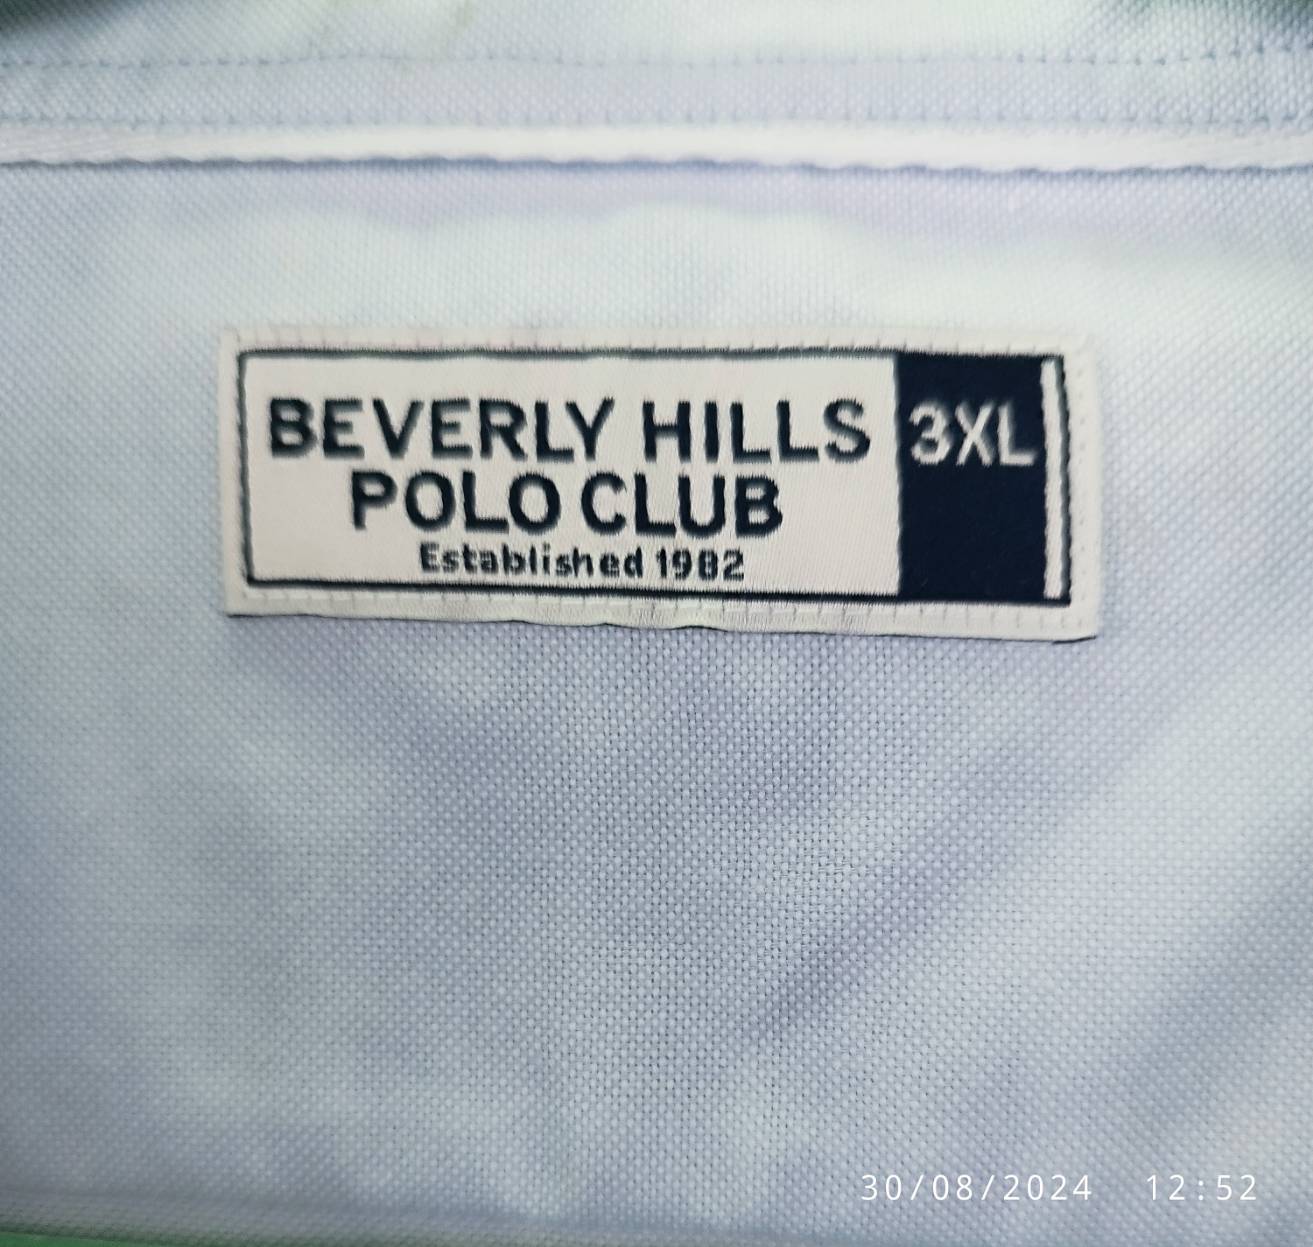 BEVERLY HILLS 3XL
POLO CLUB
Established 1982
30/08/2024 12:52